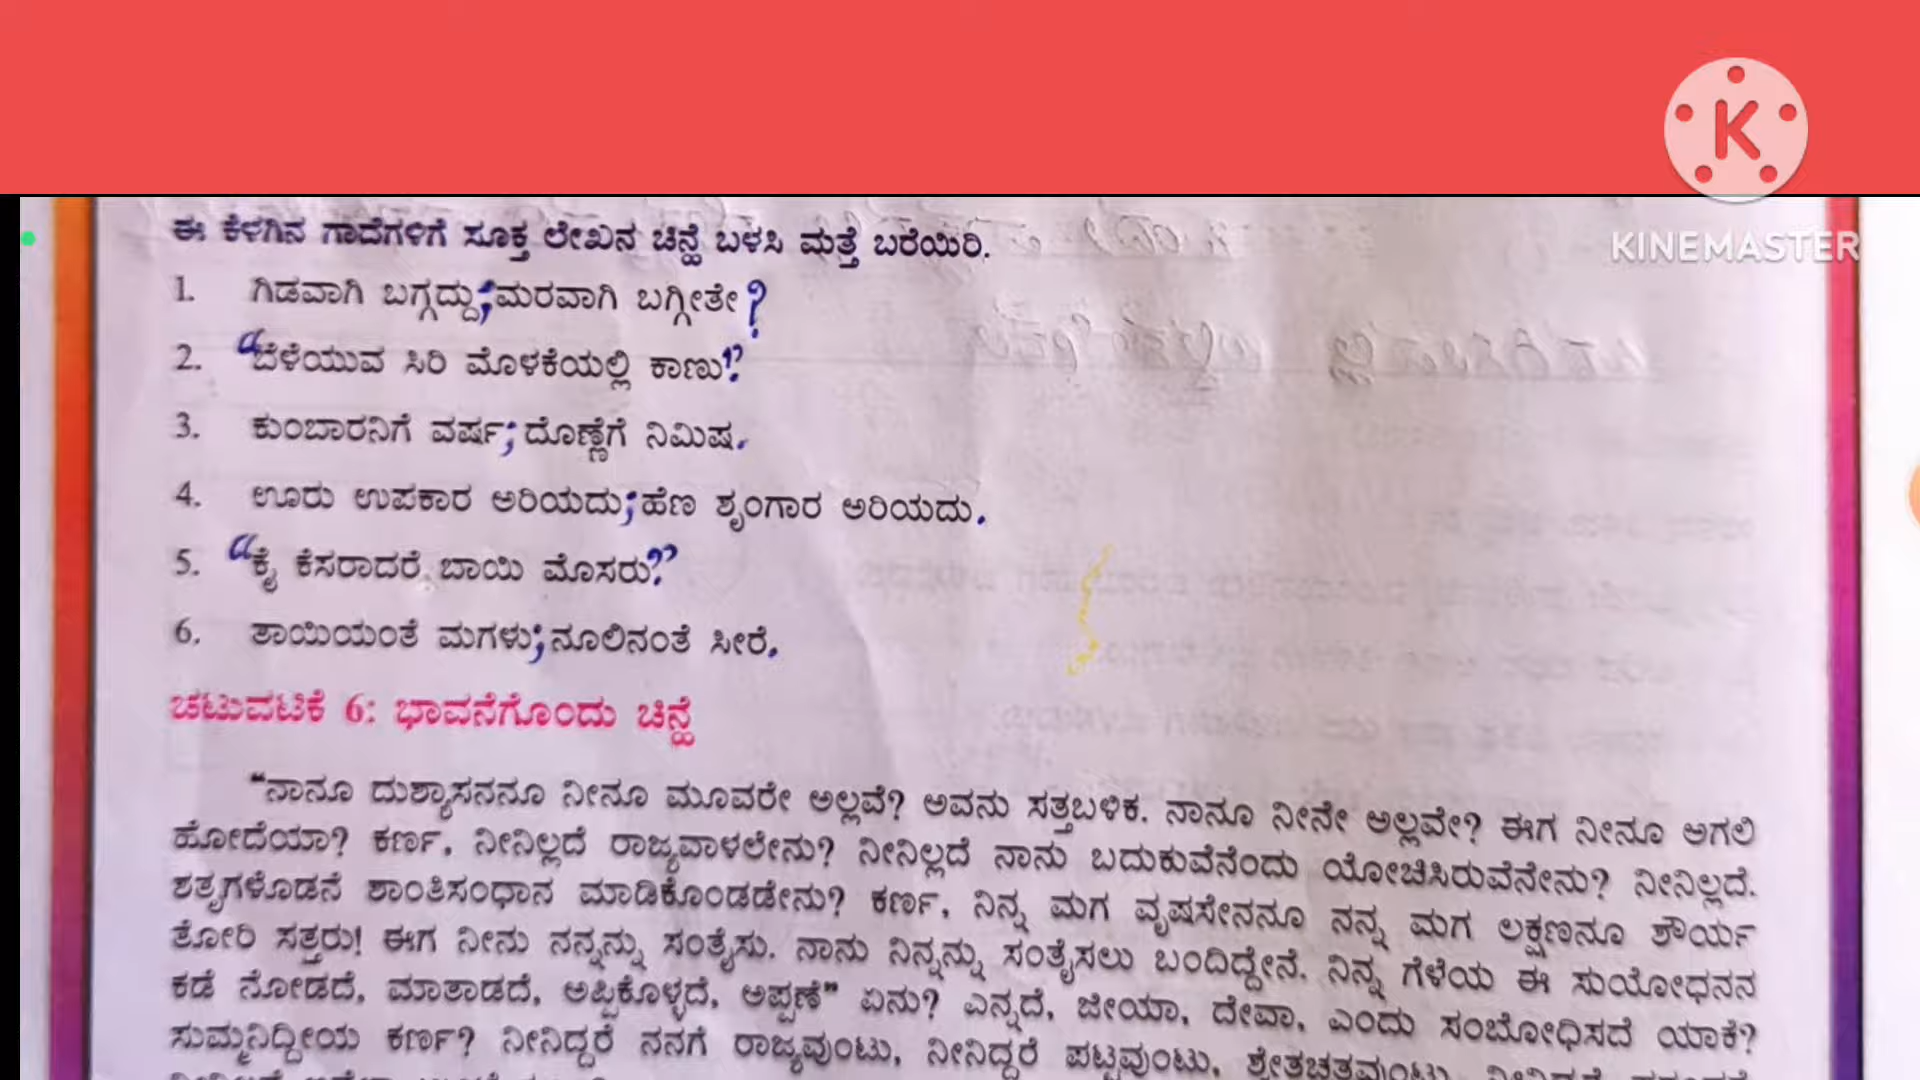 K
KINEMASTER
ಈ ಕೆಳಗಿನ ಗಾದೆಗಳಿಗೆ ಸೂಕ್ತ ಲೇಖನ ಚಿನ್ಹೆ ಬಳಸಿ ಮತ್ತೆ ಬರೆಯಿರಿ.
1. ಗಿಡವಾಗಿ ಬಗ್ಗದ್ದು;ಮರವಾಗಿ ಬಗ್ಗೀತೇ?
2. “ಬೆಳೆಯುವ ಸಿರಿ ಮೊಳಕೆಯಲ್ಲಿ ಕಾಣು”.
3. ಕುಂಬಾರನಿಗೆ ವರ್ಷ; ದೊಣ್ಣೆಗೆ ನಿಮಿಷ.
4. ಊರು ಉಪಕಾರ ಅರಿಯದು;ಹೆಣ ಶೃಂಗಾರ ಅರಿಯದು.
5. “ಕೈ ಕೆಸರಾದರೆ ಬಾಯಿ ಮೊಸರು”.
6. ತಾಯಿಯಂತೆ ಮಗಳು;ನೂಲಿನಂತೆ ಸೀರೆ.
ಚಟುವಟಿಕೆ 6: ಭಾವನೆಗೊಂದು ಚಿನ್ಹೆ
“ನಾನೂ ದುಶ್ಯಾಸನನೂ ನೀನೂ ಮೂವರೇ ಅಲ್ಲವೆ? ಅವನು ಸತ್ತಬಳಿಕ. ನಾನೂ ನೀನೇ ಅಲ್ಲವೇ? ಈಗ ನೀನೂ ಅಗಲಿ
ಹೋದೆಯಾ? ಕರ್ಣ, ನೀನಿಲ್ಲದೆ ರಾಜ್ಯವಾಳಲೇನು? ನೀನಿಲ್ಲದೆ ನಾನು ಬದುಕುವೆನೆಂದು ಯೋಚಿಸಿರುವೆನೇನು? ನೀನಿಲ್ಲದೆ.
ಶತೃಗಳೊಡನೆ ಶಾಂತಿಸಂಧಾನ ಮಾಡಿಕೊಂಡಡೇನು? ಕರ್ಣ, ನಿನ್ನ ಮಗ ವೃಷಸೇನನೂ ನನ್ನ ಮಗ ಲಕ್ಷಣನೂ ಶೌರ್ಯ
ತೋರಿ ಸತ್ತರು! ಈಗ ನೀನು ನನ್ನನ್ನು ಸಂತೈಸು. ನಾನು ನಿನ್ನನ್ನು ಸಂತೈಸಲು ಬಂದಿದ್ದೇನೆ. ನಿನ್ನ ಗೆಳೆಯ ಈ ಸುಯೋಧನನ
ಕಡೆ ನೋಡದೆ, ಮಾತಾಡದೆ, ಅಪ್ಪಿಕೊಳ್ಳದೆ, ಅಪ್ಪಣೆ” ಏನು? ಎನ್ನದೆ, ಜೀಯಾ, ದೇವಾ, ಎಂದು ಸಂಬೋಧಿಸದೆ ಯಾಕೆ?
ಸುಮ್ಮನಿದ್ದೀಯ ಕರ್ಣ? ನೀನಿದ್ದರೆ ನನಗೆ ರಾಜ್ಯವುಂಟು, ನೀನಿದ್ದರೆ ಪಟ್ಟವುಂಟು,